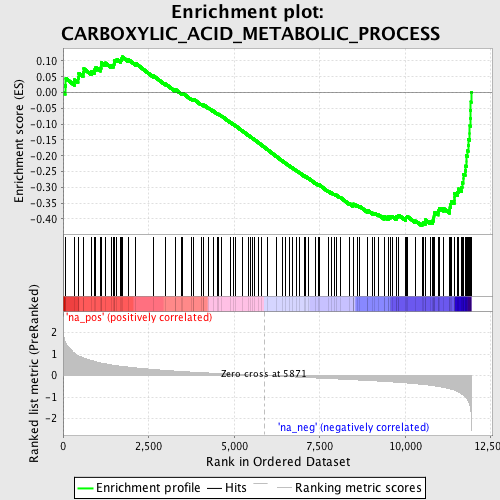 Enrichment plot:
CARBOXYLIC_ACID_METABOLIC_PROCESS
Enrichment score (ES)
0.10
0.05
0.00
-0.05
-0.10
-0.15
-0.20
-0.25
-0.30
-0.35
-0.40
'na_pos' (positively correlated)
Ranked list metric (PreRanked)
2
1
0
-1
-2
Zero cross at 5871
'na_neg' (negatively correlated)
0
2,500
5,000
7,500
10,000
12,500
Rank in Ordered Dataset
Enrichment profile
Hits
Ranking metric scores